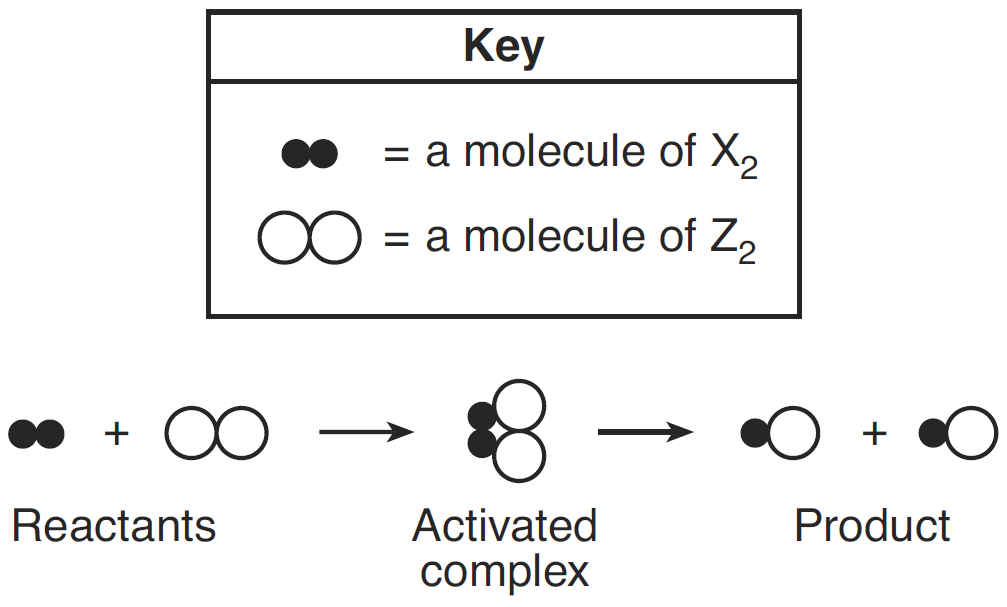 Key
= a molecule of X₂
= a molecule of Z₂
+ +
Reactants Activated complex Product